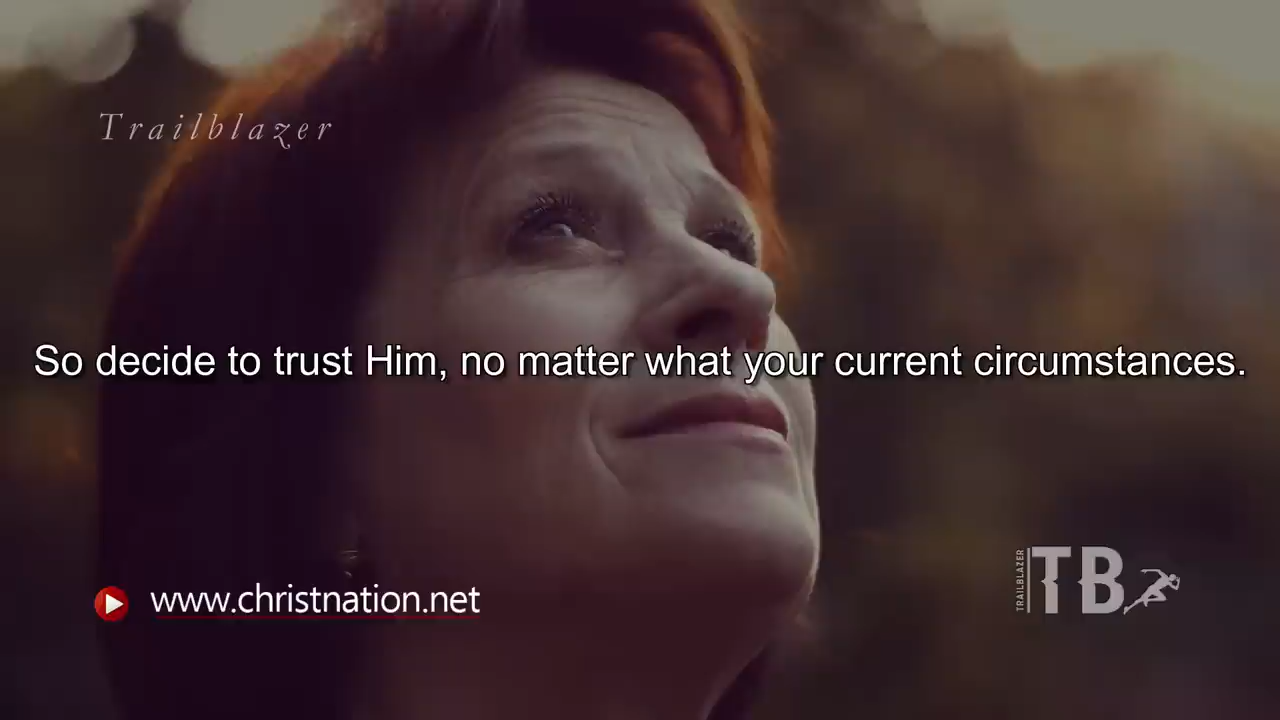 Trailblazer
So decide to trust Him, no matter what your current circumstances.
www.christnation.net
TRAILBLAZER
TB